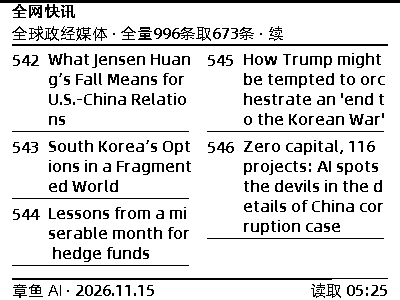 全网快讯
全球政经媒体 · 全量996条取673条 · 续
542 What Jensen Huan
g's Fall Means for
U.S.-China Relatio
ns
543 South Korea's Opt
ions in a Fragment
ed World
544 Lessons from a mi
serable month for
hedge funds
545 How Trump might
be tempted to orc
hestrate an 'end t
o the Korean War'
546 Zero capital, 116
projects: AI spots
the devils in the d
etails of China cor
ruption case
章鱼 AI · 2026.11.15
读取 05:25